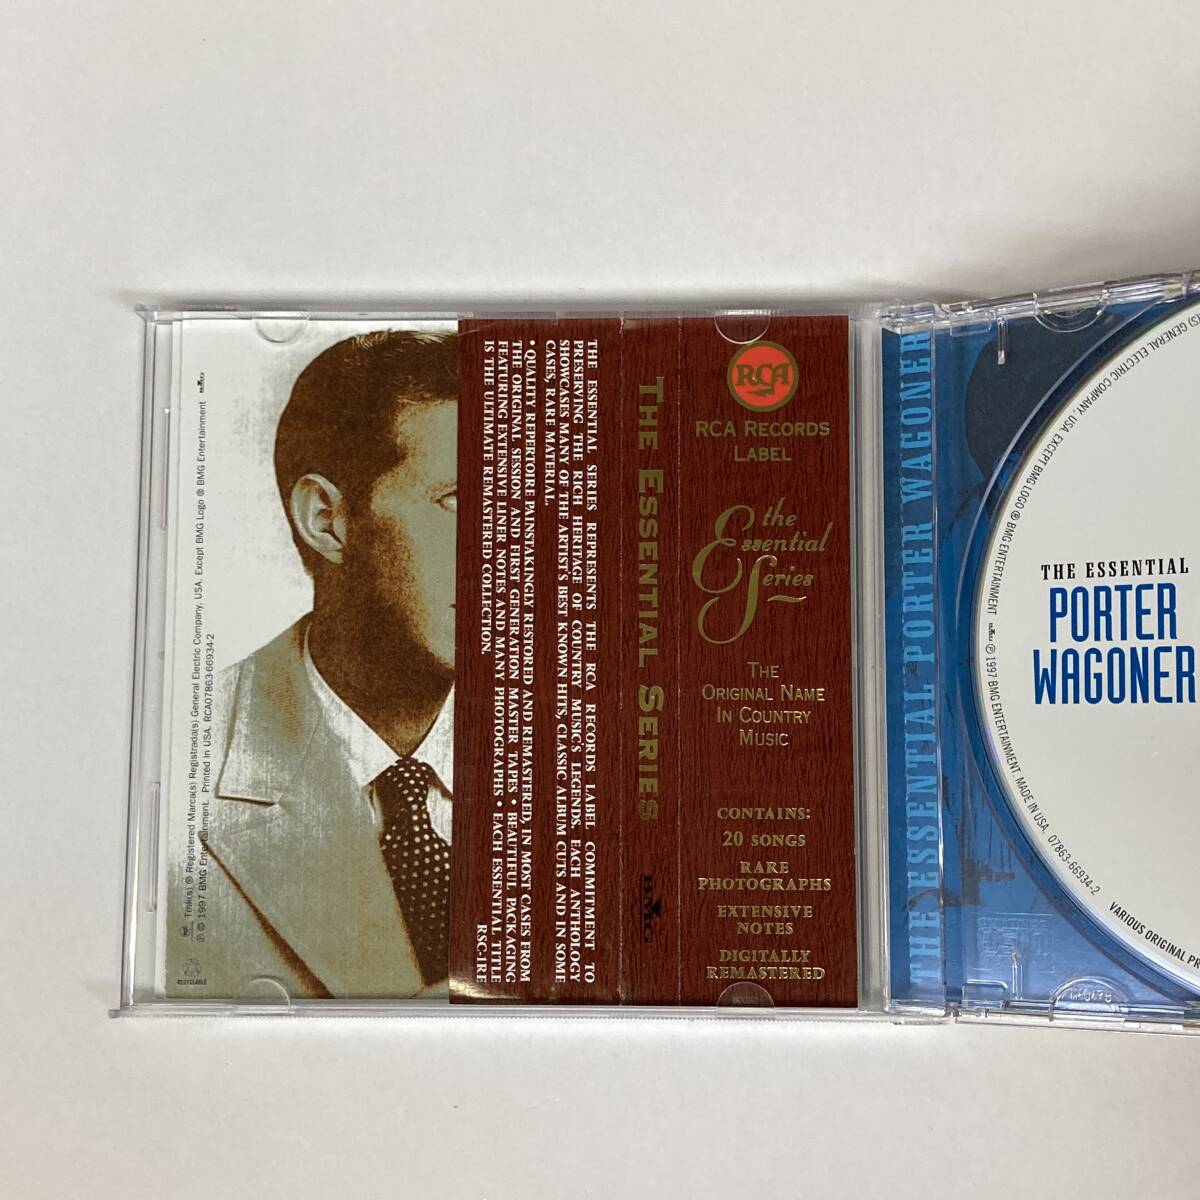 Tmk(s) ® Registered Marca(s) Registrada(s) General Electric Company, USA. Except BMG Logo ® BMG Entertainment
℗ © 1997 BMG Entertainment. Printed in USA. RCA07863-66934-2
RECYCLABLE
THE ESSENTIAL SERIES REPRESENTS THE RCA RECORDS LABEL COMMITMENT TO
PRESERVING THE RICH HERITAGE OF COUNTRY MUSIC'S LEGENDS. EACH ANTHOLOGY
SHOWCASES MANY OF THE ARTIST'S BEST KNOWN HITS, CLASSIC ALBUM CUTS AND IN SOME
CASES, RARE MATERIAL.
• QUALITY REPERTOIRE PAINSTAKINGLY RESTORED AND REMASTERED, IN MOST CASES FROM
THE ORIGINAL SESSION AND FIRST GENERATION MASTER TAPES • BEAUTIFUL PACKAGING
FEATURING EXTENSIVE LINER NOTES AND MANY PHOTOGRAPHS • EACH ESSENTIAL TITLE
IS THE ULTIMATE REMASTERED COLLECTION.
RSC-1RE
THE ESSENTIAL SERIES
BMG
RCA
RCA RECORDS
LABEL
the
Essential
Series
THE
ORIGINAL NAME
IN COUNTRY
MUSIC
CONTAINS:
20 SONGS
RARE
PHOTOGRAPHS
EXTENSIVE
NOTES
DIGITALLY
REMASTERED
THE ESSENTIAL PORTER WAGONER
THE ESSENTIAL
PORTER
WAGONER
(S) GENERAL ELECTRIC COMPANY, USA, EXCEPT BMG LOGO ® BMG ENTERTAINMENT
℗ 1997 BMG ENTERTAINMENT. MADE IN USA. 07863-66934-2
VARIOUS ORIGINAL PR